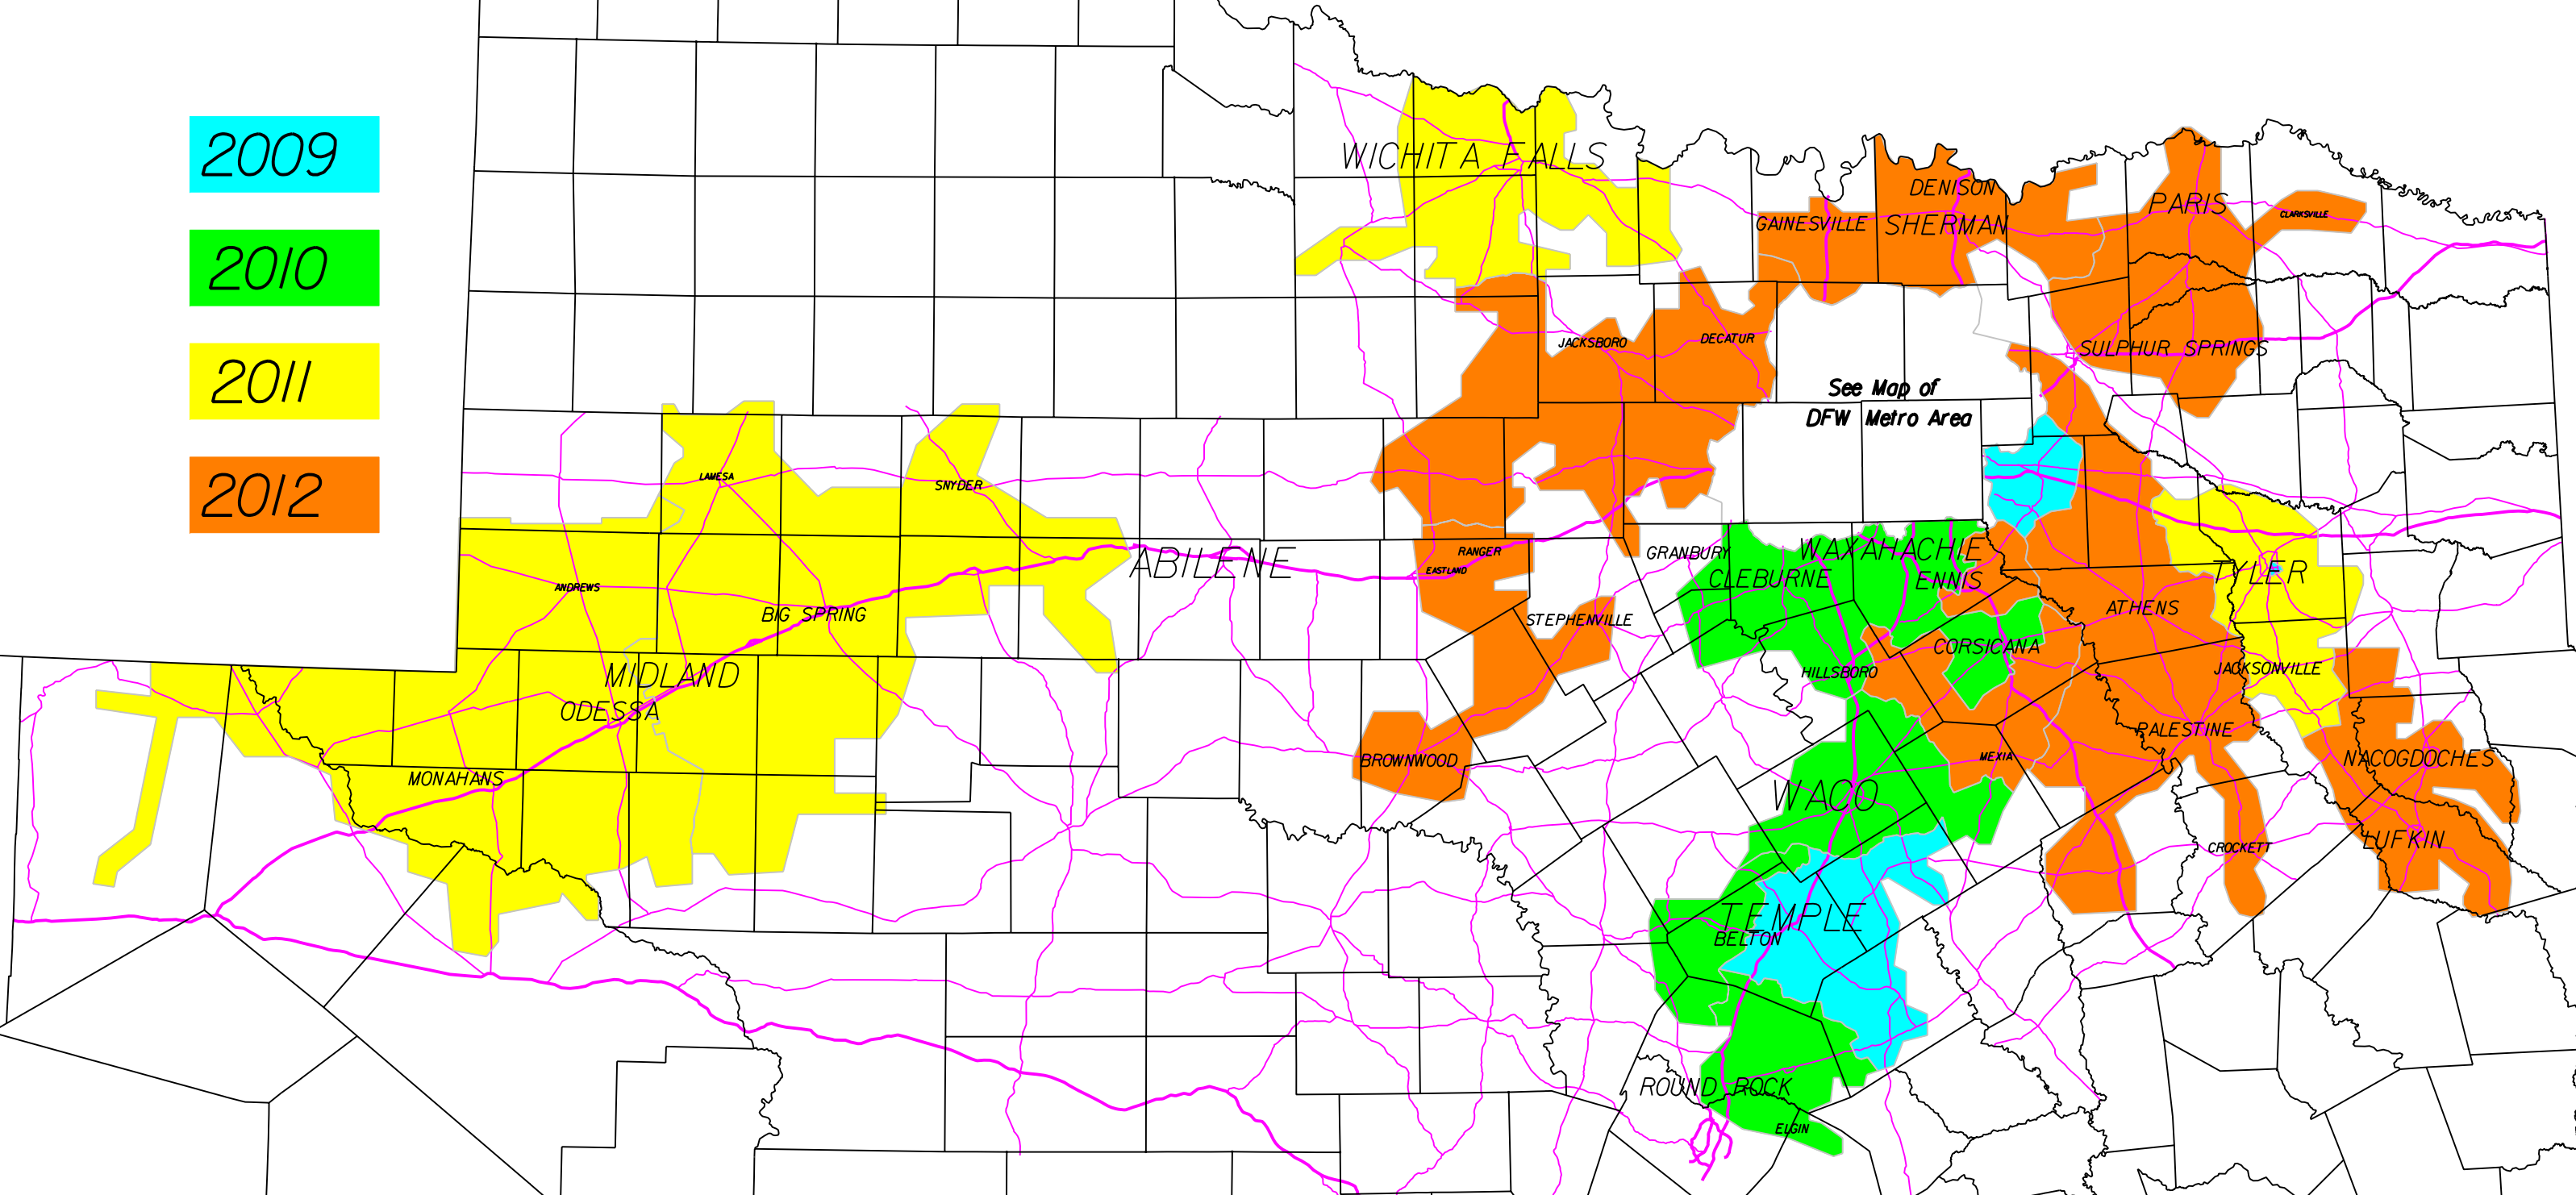 2009
2010
2011
2012
WICHITA FALLS
DENISON
SHERMAN
GAINESVILLE
PARIS
CLARKSVILLE
JACKSBORO
DECATUR
SULPHUR SPRINGS
See Map of
DFW Metro Area
LAMESA
SNYDER
ANDREWS
BIG SPRING
ABILENE
RANGER
EASTLAND
GRANBURY
WAXAHACHIE
CLEBURNE
ENNIS
TYLER
STEPHENVILLE
ATHENS
CORSICANA
MIDLAND
ODESSA
HILLSBORO
JACKSONVILLE
MONAHANS
BROWNWOOD
MEXIA
PALESTINE
NACOGDOCHES
WACO
CROCKETT
LUFKIN
TEMPLE
BELTON
ROUND ROCK
ELGIN